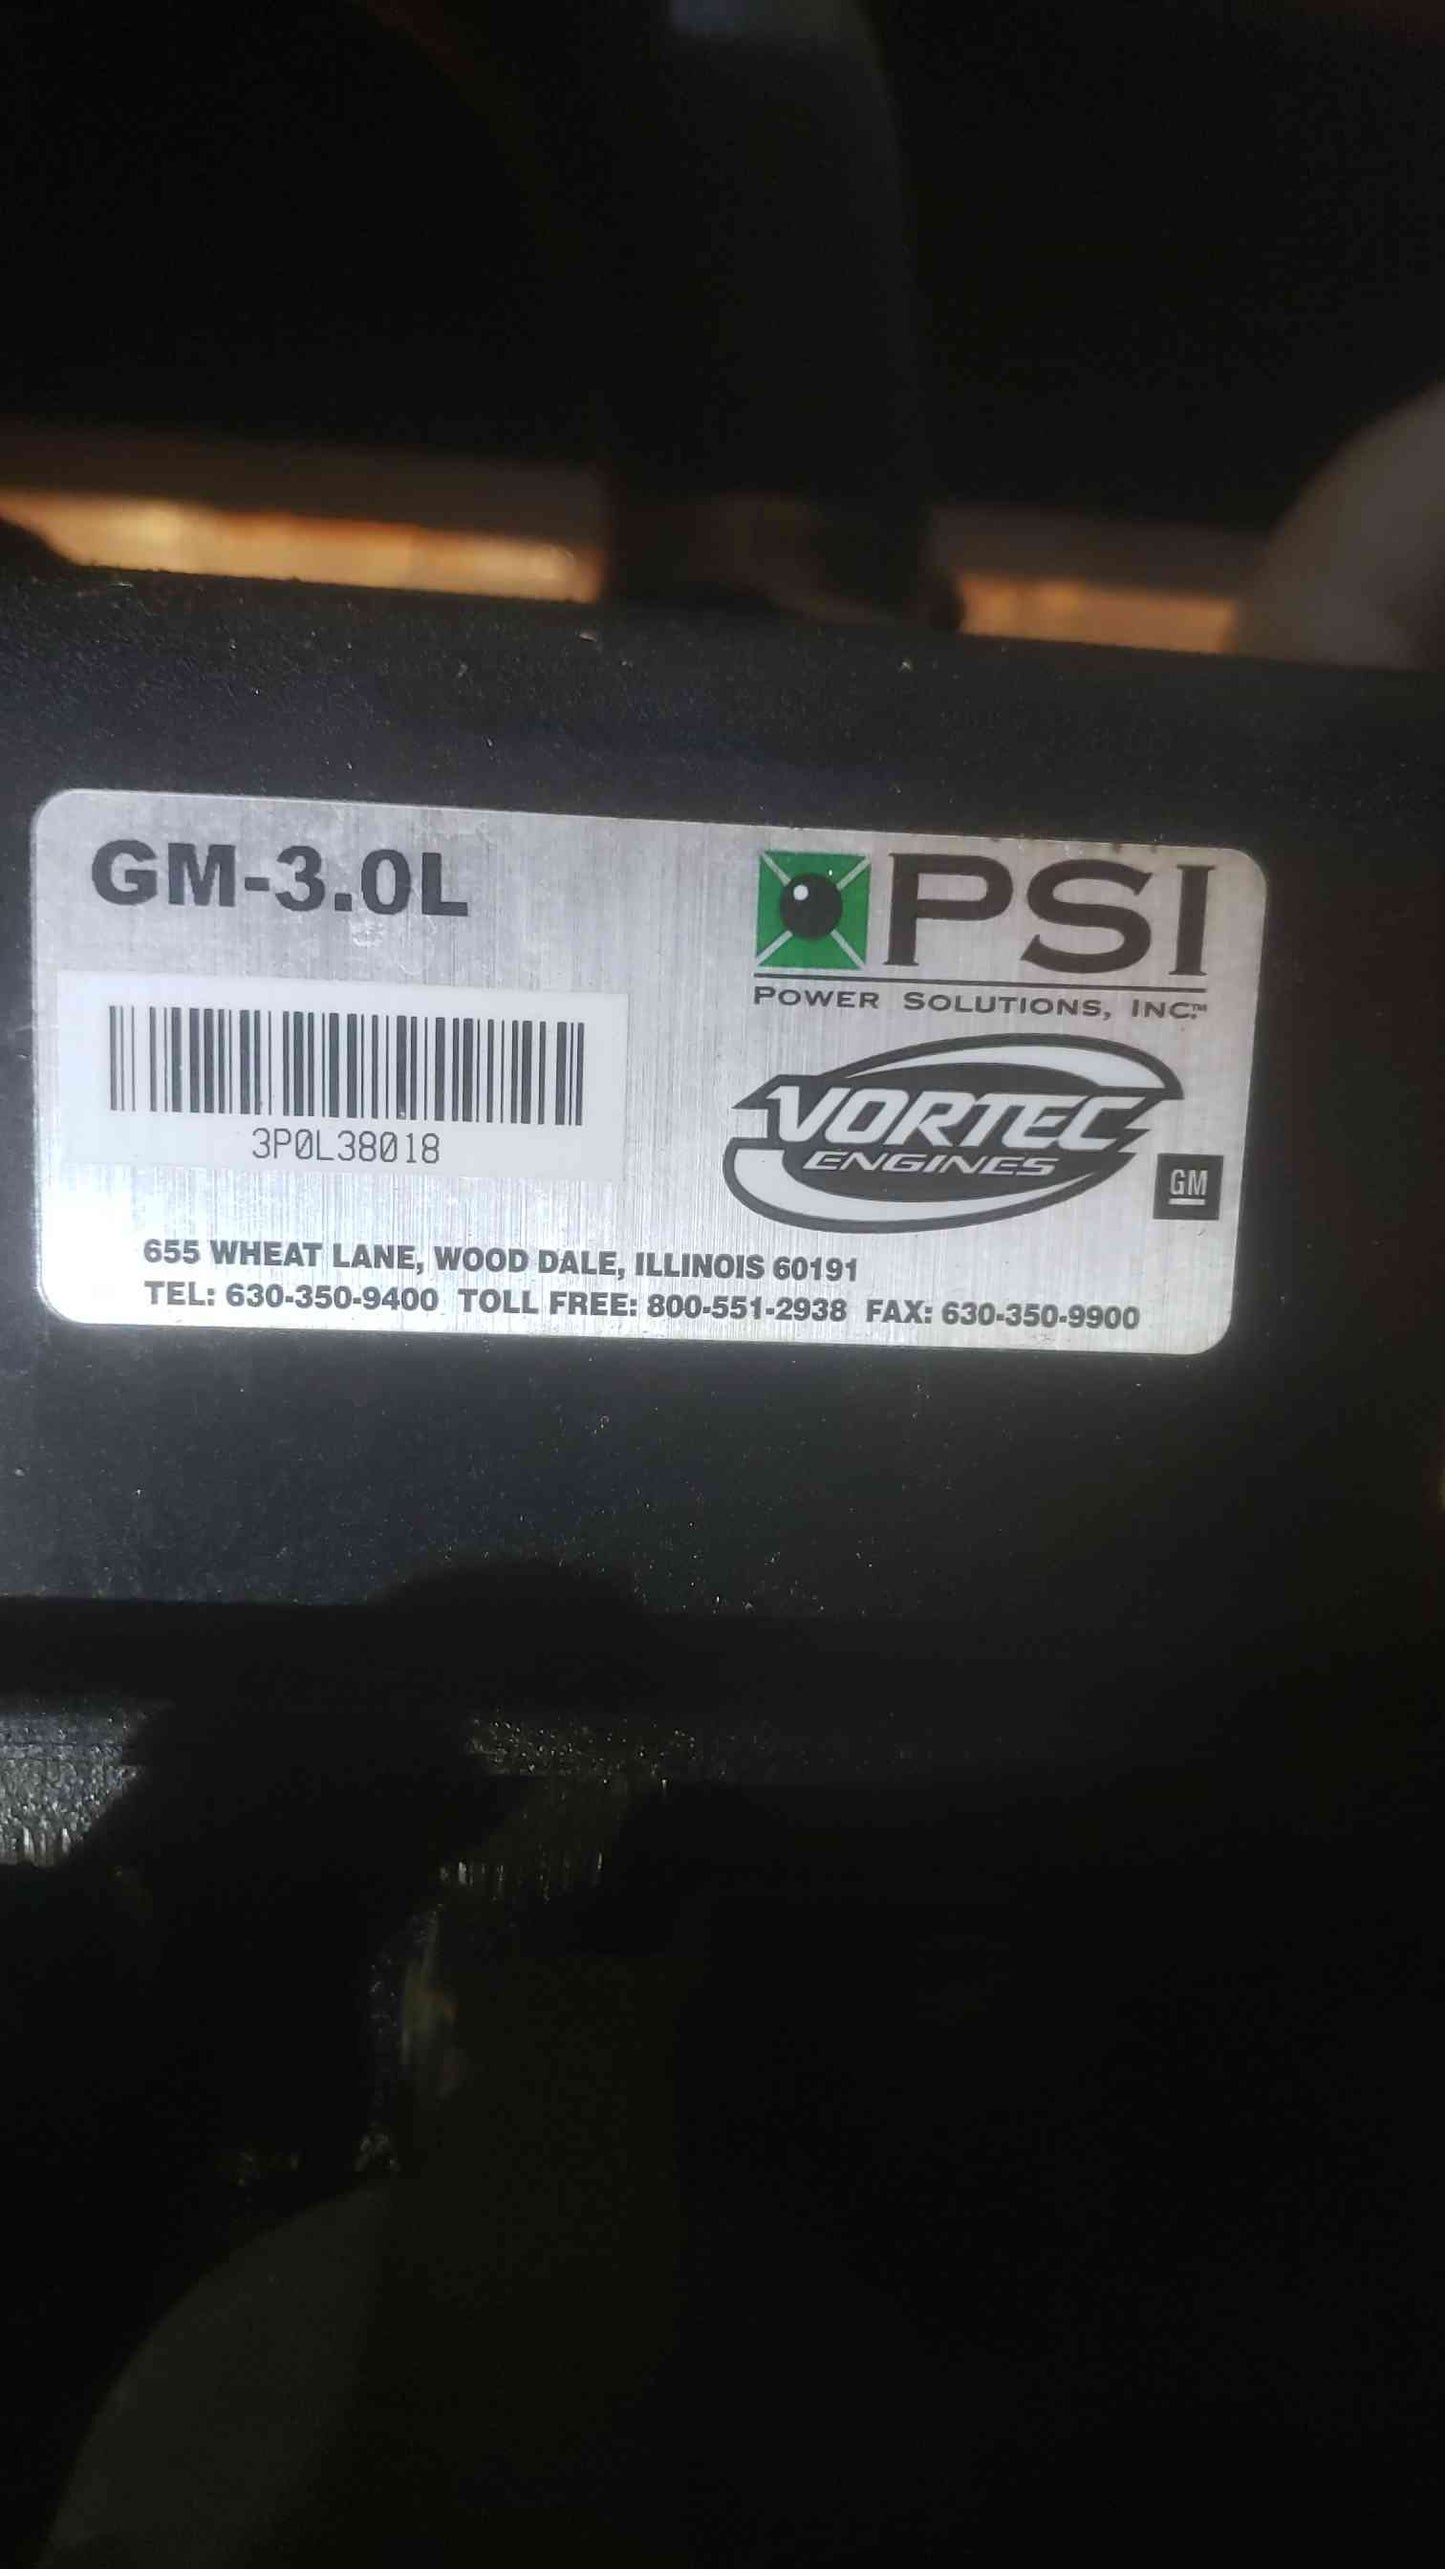 GM-3.0L
PSI
POWER SOLUTIONS, INC.™
3P0L38018
VORTEC
ENGINES
GM
655 WHEAT LANE, WOOD DALE, ILLINOIS 60191
TEL: 630-350-9400 TOLL FREE: 800-551-2938 FAX: 630-350-9900